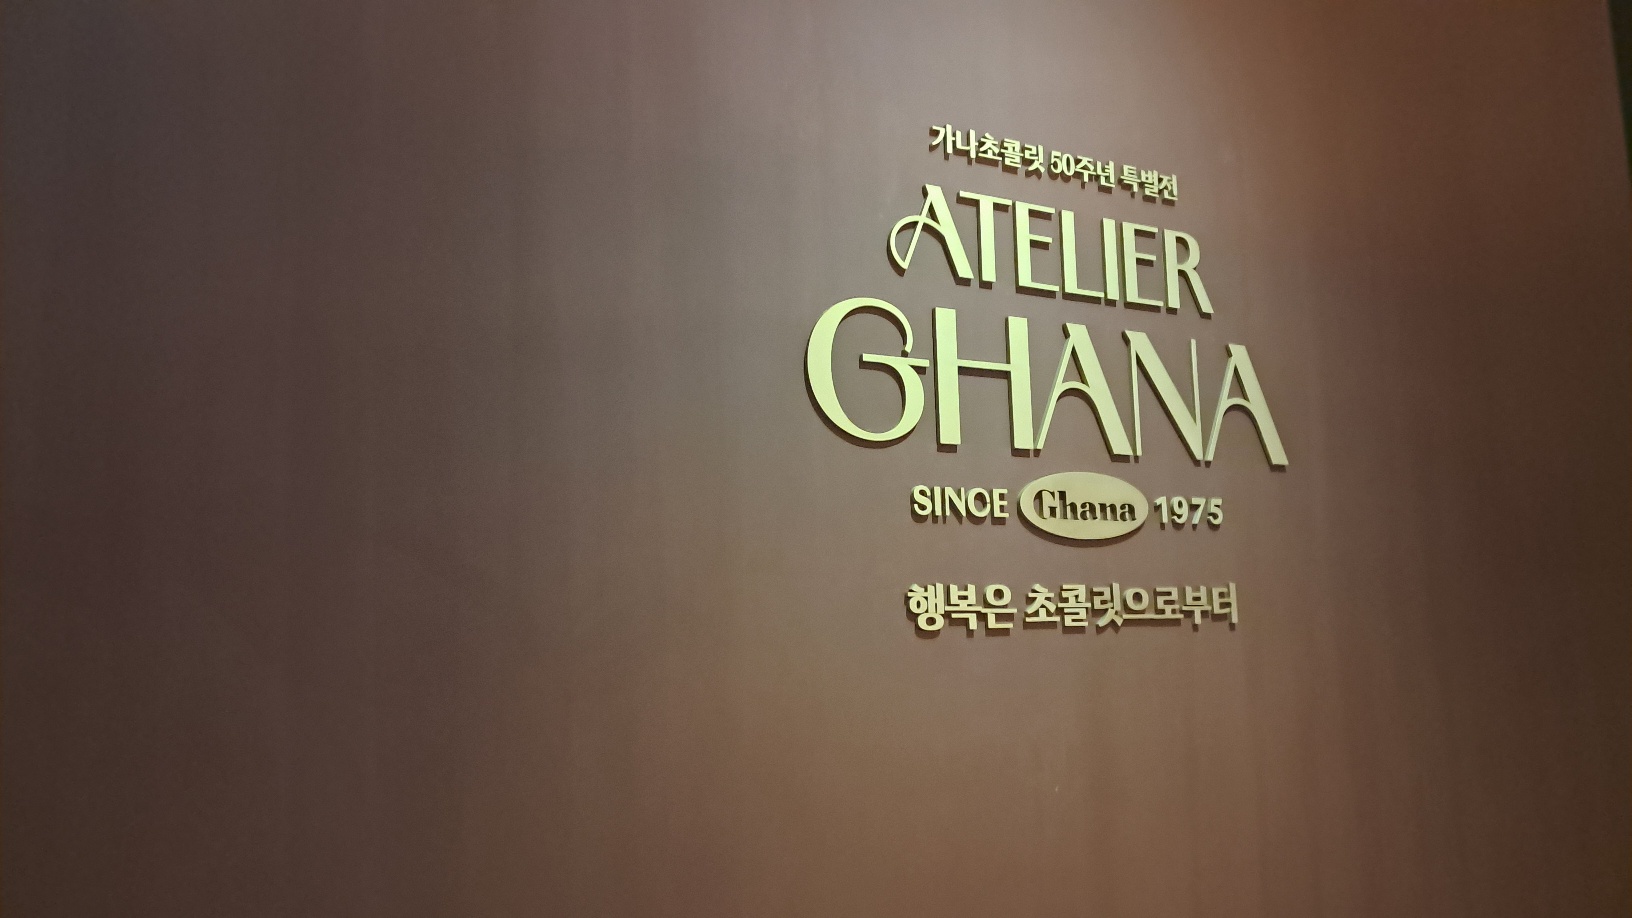 가나초콜릿 50주년 특별전
ATELIER
GHANA
SINCE Ghana 1975
행복은 초콜릿으로부터